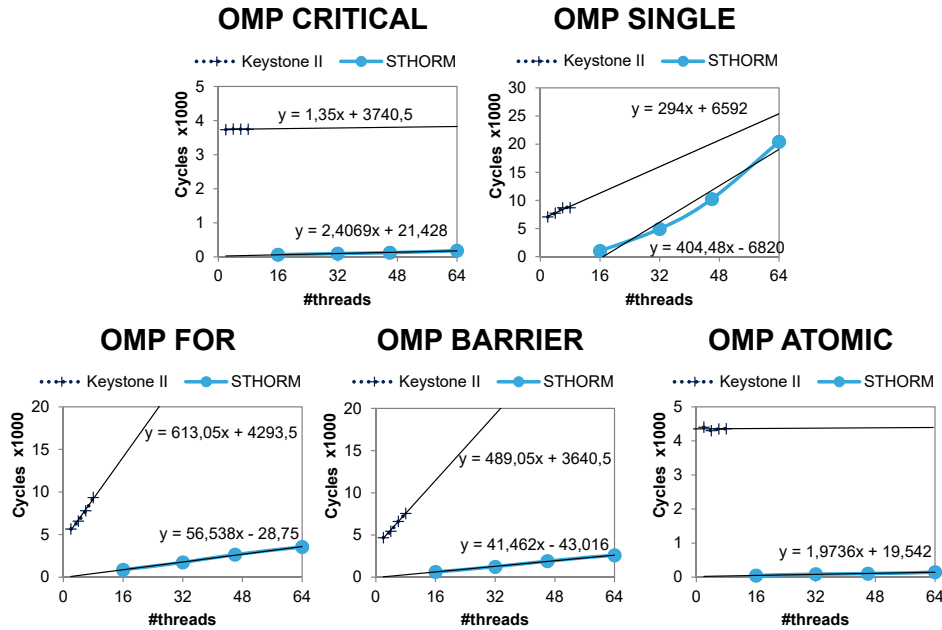 OMP CRITICAL
Keystone II STHORM
Cycles x1000
5
4
3
2
1
0
y = 1,35x + 3740,5
y = 2,4069x + 21,428
0 16 32 48 64
#threads
OMP SINGLE
Keystone II STHORM
Cycles x1000
30
25
20
15
10
5
0
y = 294x + 6592
y = 404,48x - 6820
0 16 32 48 64
#threads
OMP FOR
Keystone II STHORM
Cycles x1000
20
15
10
5
0
y = 613,05x + 4293,5
y = 56,538x - 28,75
0 16 32 48 64
#threads
OMP BARRIER
Keystone II STHORM
Cycles x1000
20
15
10
5
0
y = 489,05x + 3640,5
y = 41,462x - 43,016
0 16 32 48 64
#threads
OMP ATOMIC
Keystone II STHORM
Cycles x1000
5
4
3
2
1
0
y = 1,9736x + 19,542
0 16 32 48 64
#threads